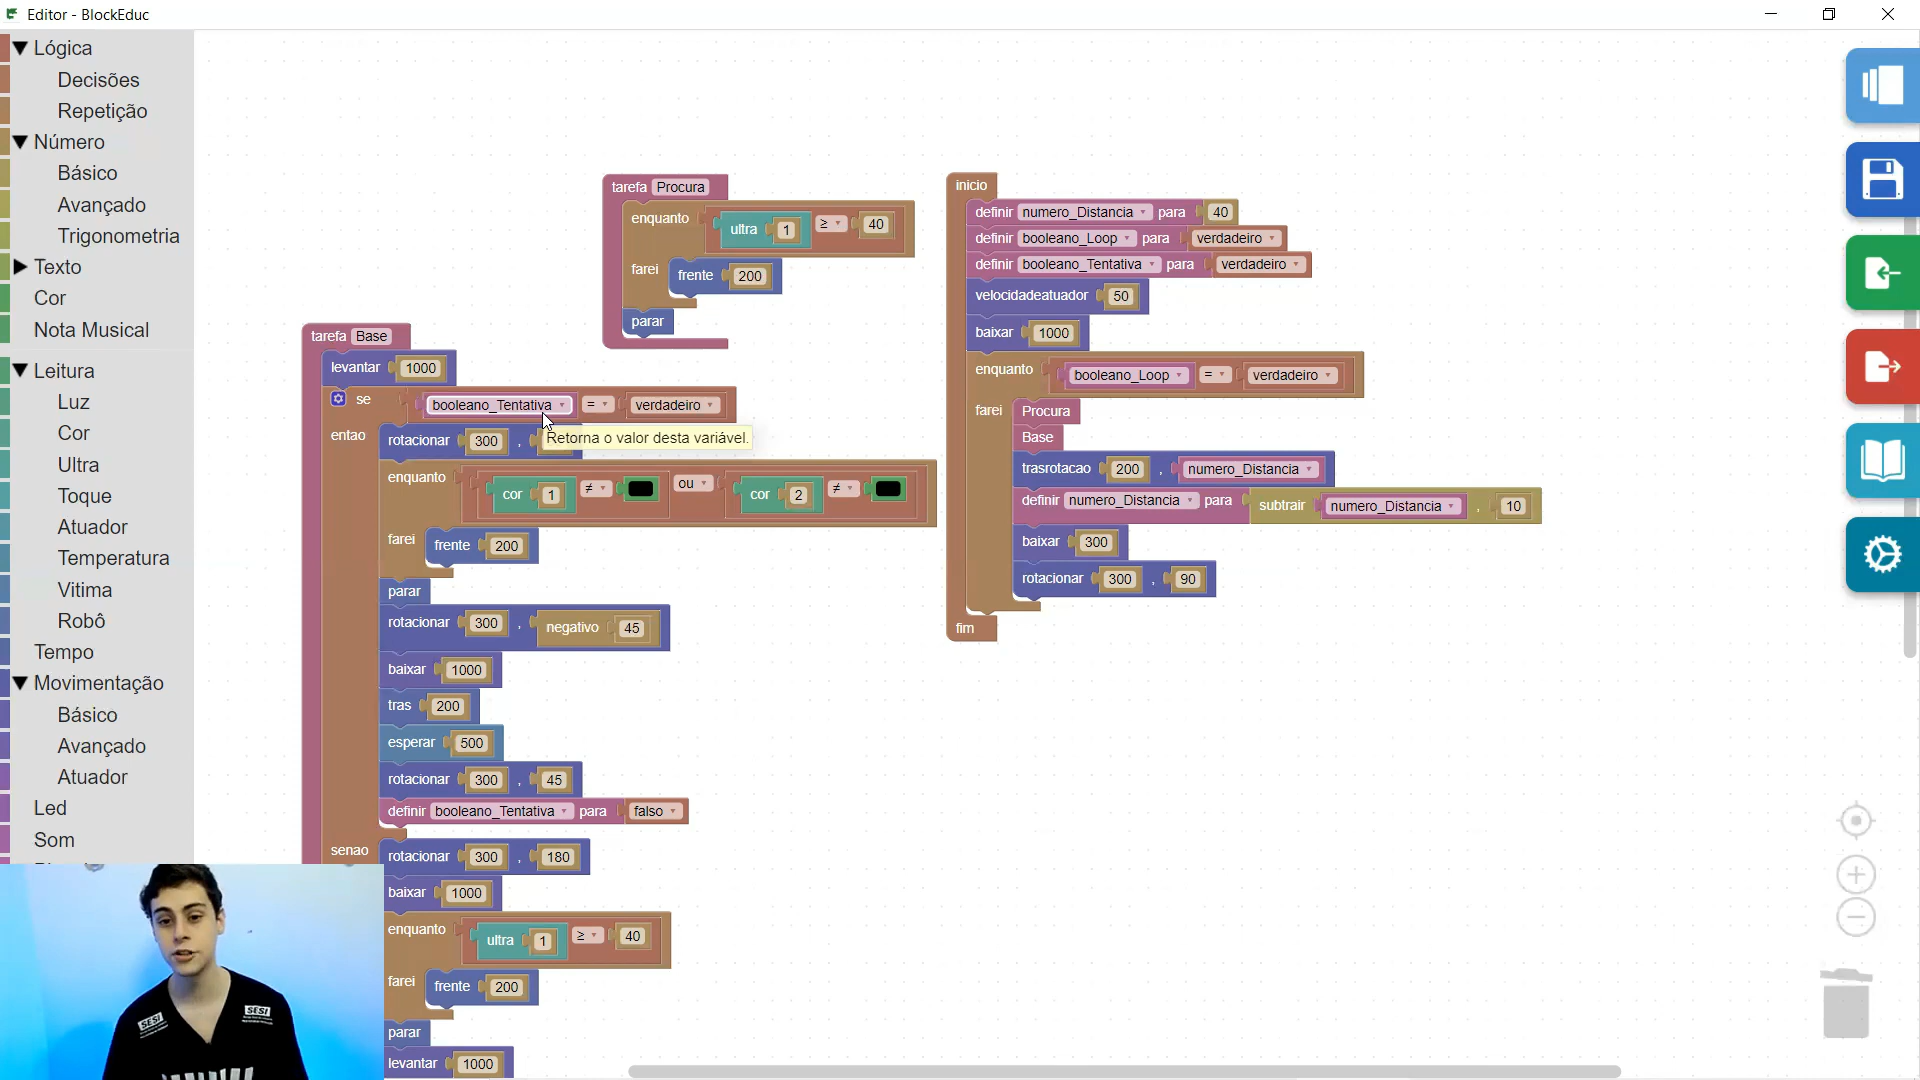 Editor - BlockEduc
Lógica
Decisões
Repetição
Número
Básico
Avançado
Trigonometria
Texto
Cor
Nota Musical
Leitura
Luz
Cor
Ultra
Toque
Atuador
Temperatura
Vitima
Robô
Tempo
Movimentação
Básico
Avançado
Atuador
Led
Som
tarefa Procura
enquanto ultra 1 ≥ 40
farei frente 200
parar
tarefa Base
levantar 1000
se booleano_Tentativa = verdadeiro
Retorna o valor desta variável.
entao rotacionar 300 ,
enquanto cor 1 ≠ ou cor 2 ≠
farei frente 200
parar
rotacionar 300 , negativo 45
baixar 1000
tras 200
esperar 500
rotacionar 300 , 45
definir booleano_Tentativa para falso
senao rotacionar 300 , 180
baixar 1000
enquanto ultra 1 ≥ 40
farei frente 200
parar
levantar 1000
inicio
definir numero_Distancia para 40
definir booleano_Loop para verdadeiro
definir booleano_Tentativa para verdadeiro
velocidadeatuador 50
baixar 1000
enquanto booleano_Loop = verdadeiro
farei Procura
Base
trasrotacao 200 , numero_Distancia
definir numero_Distancia para subtrair numero_Distancia , 10
baixar 300
rotacionar 300 , 90
fim
SESI
SESI